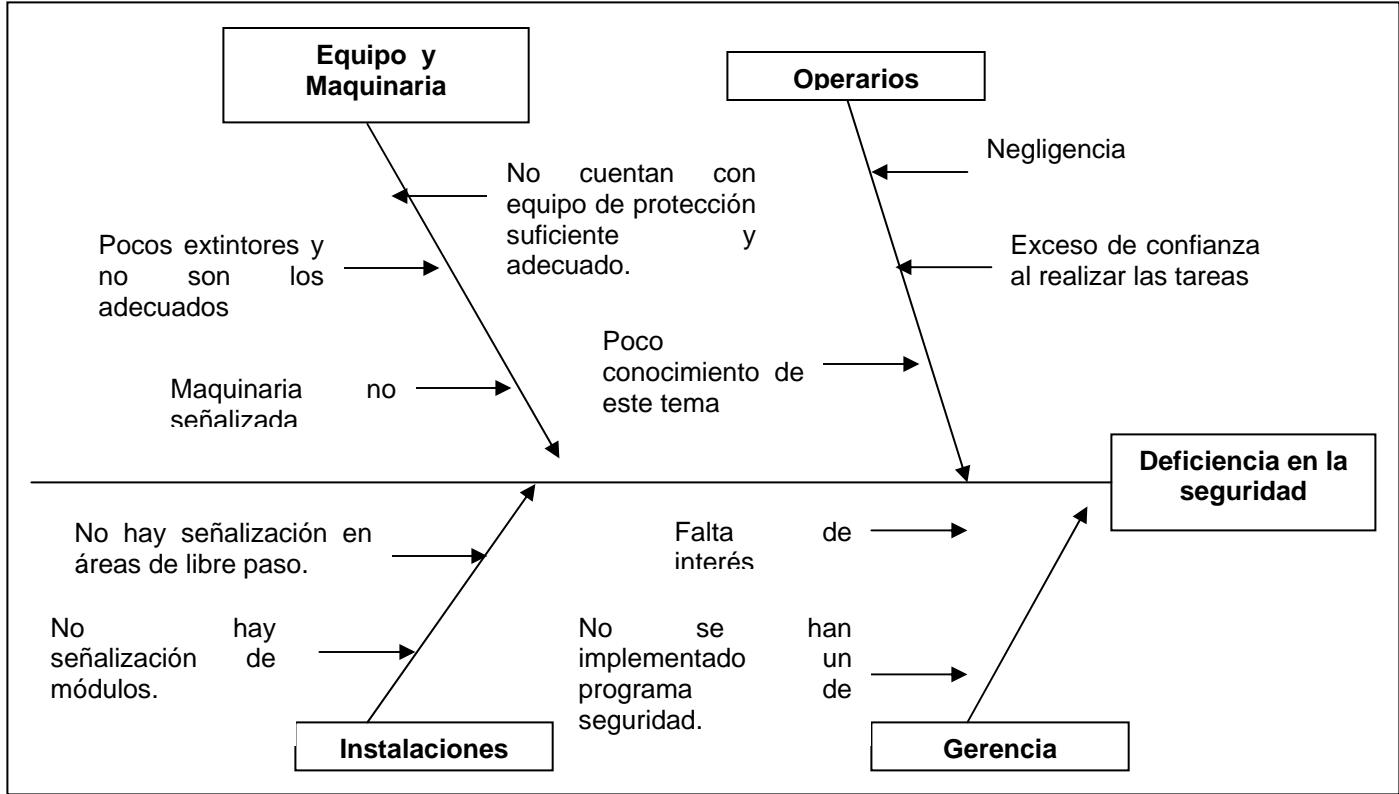 Equipo y
Maquinaria
Operarios
No cuentan con
equipo de protección
suficiente y
adecuado.
Negligencia
Pocos extintores y
no son los
adecuados
Exceso de confianza
al realizar las tareas
Maquinaria no
señalizada
Poco
conocimiento de
este tema
Deficiencia en la
seguridad
No hay señalización en
áreas de libre paso.
Falta de
interés
No hay
señalización de
módulos.
No se han
implementado un
programa de
seguridad.
Instalaciones
Gerencia